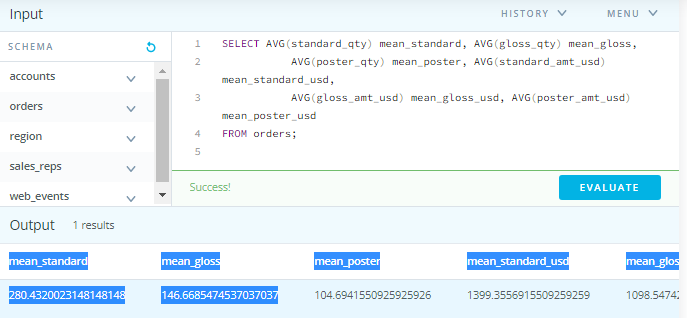 Input
HISTORY
MENU
SCHEMA
accounts
orders
region
sales_reps
web_events
1 SELECT AVG(standard_qty) mean_standard, AVG(gloss_qty) mean_gloss,
2 AVG(poster_qty) mean_poster, AVG(standard_amt_usd)
mean_standard_usd,
3 AVG(gloss_amt_usd) mean_gloss_usd, AVG(poster_amt_usd)
mean_poster_usd
4 FROM orders;
5
Success!
EVALUATE
Output 1 results
mean_standard mean_gloss mean_poster mean_standard_usd mean_glos
280.4320023148148148 146.6685474537037037 104.6941550925925926 1399.3556915509259259 1098.54742